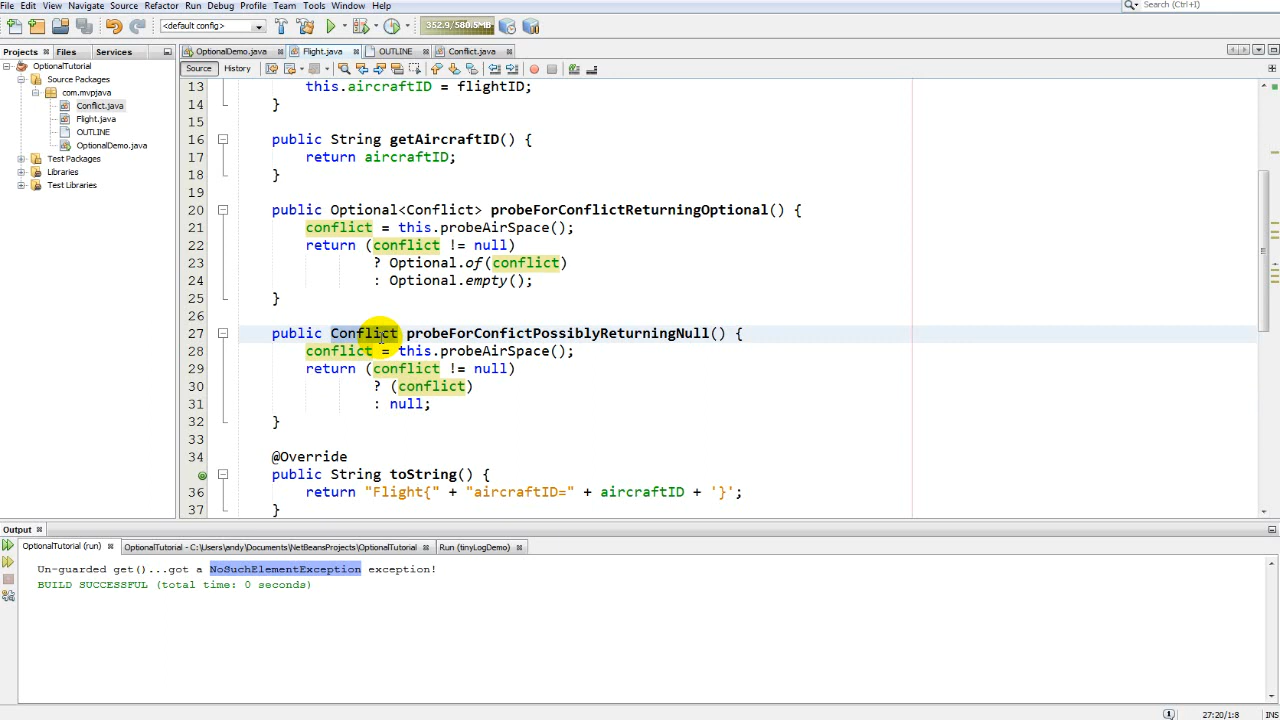 File Edit View Navigate Source Refactor Run Debug Profile Team Tools Window Help
Search (Ctrl+I)
<default config>
352.9/580.5MB
Projects Files Services
OptionalTutorial
Source Packages
com.mvpjava
Conflict.java
Flight.java
OUTLINE
OptionalDemo.java
Test Packages
Libraries
Test Libraries
OptionalDemo.java Flight.java OUTLINE Conflict.java
Source History
13 this.aircraftID = flightID;
14 }
15
16 public String getAircraftID() {
17 return aircraftID;
18 }
19
20 public Optional<Conflict> probeForConflictReturningOptional() {
21 conflict = this.probeAirSpace();
22 return (conflict != null)
23 ? Optional.of(conflict)
24 : Optional.empty();
25 }
26
27 public Conflict probeForConfictPossiblyReturningNull() {
28 conflict = this.probeAirSpace();
29 return (conflict != null)
30 ? (conflict)
31 : null;
32 }
33
34 @Override
public String toString() {
36 return "Flight{" + "aircraftID=" + aircraftID + '}';
37 }
Output
OptionalTutorial (run) OptionalTutorial - C:\Users\andy\Documents\NetBeansProjects\OptionalTutorial Run (tinyLogDemo)
Un-guarded get()...got a NoSuchElementException exception!
BUILD SUCCESSFUL (total time: 0 seconds)
27:20/1:8 INS